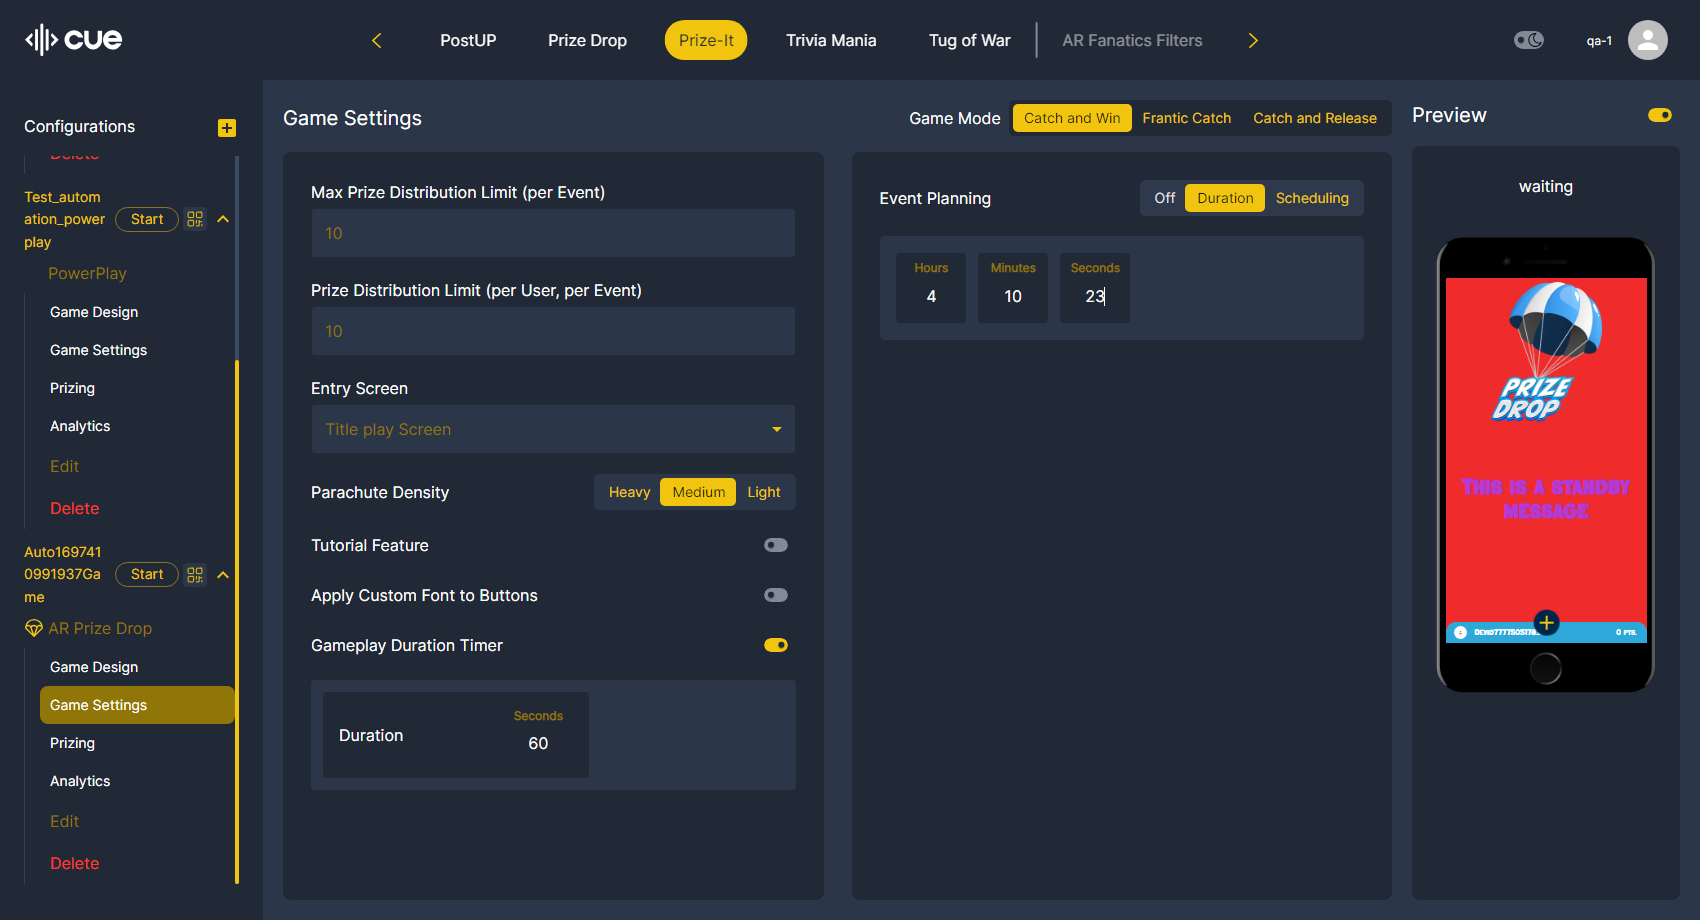 cue
PostUP
Prize Drop
Prize-It
Trivia Mania
Tug of War
AR Fanatics Filters
qa-1
Configurations
Delete
Test_autom
ation_power
play
Start
PowerPlay
Game Design
Game Settings
Prizing
Analytics
Edit
Delete
Auto169741
0991937Ga
me
Start
AR Prize Drop
Game Design
Game Settings
Prizing
Analytics
Edit
Delete
Game Settings
Game Mode
Catch and Win
Frantic Catch
Catch and Release
Max Prize Distribution Limit (per Event)
10
Prize Distribution Limit (per User, per Event)
10
Entry Screen
Title play Screen
Parachute Density
Heavy
Medium
Light
Tutorial Feature
Apply Custom Font to Buttons
Gameplay Duration Timer
Duration
Seconds
60
Event Planning
Off
Duration
Scheduling
Hours
4
Minutes
10
Seconds
23
Preview
waiting
PRIZE
DROP
THIS IS A STANDBY
MESSAGE
0 PTS.